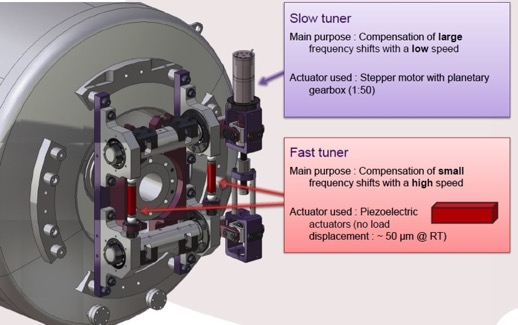 Slow tuner
Main purpose : Compensation of large
frequency shifts with a low speed
Actuator used : Stepper motor with planetary
gearbox (1:50)
Fast tuner
Main purpose : Compensation of small
frequency shifts with a high speed
Actuator used : Piezoelectric
actuators (no load
displacement : ~ 50 µm @ RT)